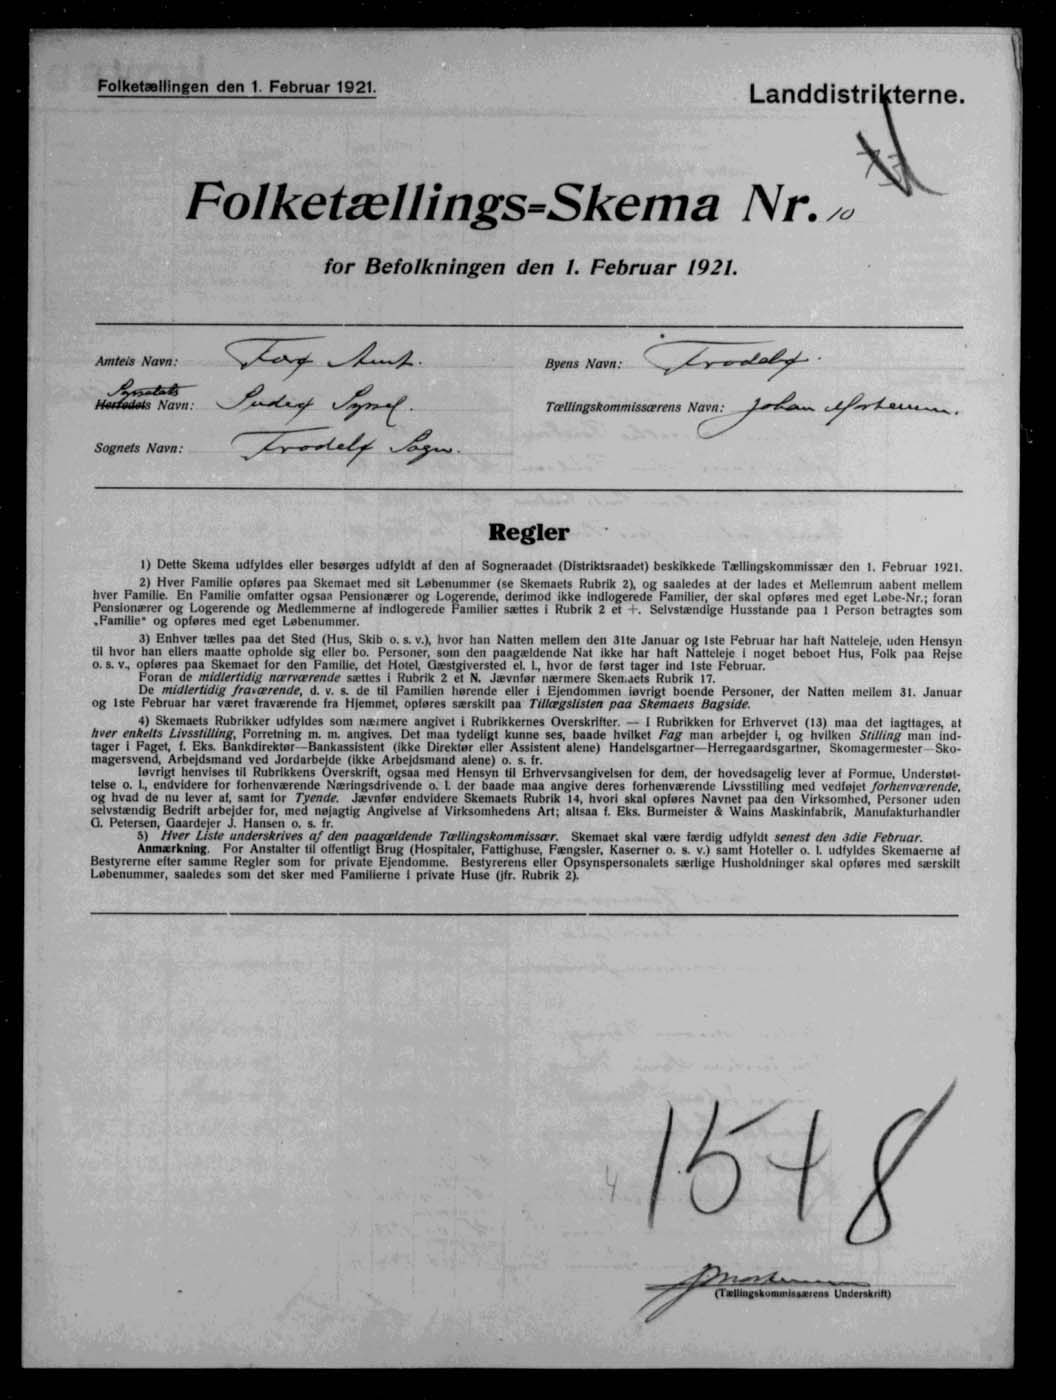 Folketællingen den 1. Februar 1921.
Landdistrikterne.
Folketællings=Skema Nr. 10
for Befolkningen den 1. Februar 1921.
Amtets Navn: Færø Amt.
Byens Navn: Frodebø
Sysselets
Herredets Navn: Suderø Syssel.
Tællingskommissærens Navn: Johan Mortensen.
Sognets Navn: Frodebø Sogn.
Regler
1) Dette Skema udfyldes eller besørges udfyldt af den af Sogneraadet (Distriktsraadet) beskikkede Tællingskommissær den 1. Februar 1921.
2) Hver Familie opføres paa Skemaet med sit Løbenummer (se Skemaets Rubrik 2), og saaledes at der lades et Mellemrum aabent mellem
hver Familie. En Familie omfatter ogsaa Pensionærer og Logerende, derimod ikke indlogerede Familier, der skal opføres med eget Løbe-Nr.; foran
Pensionærer og Logerende og Medlemmerne af indlogerede Familier sættes i Rubrik 2 et +. Selvstændige Husstande paa 1 Person betragtes som
„Familie“ og opføres med eget Løbenummer.
3) Enhver tælles paa det Sted (Hus, Skib o. s. v.), hvor han Natten mellem den 31te Januar og 1ste Februar har haft Natteleje, uden Hensyn
til hvor han ellers maatte opholde sig eller bo. Personer, som den paagældende Nat ikke har haft Natteleje i noget beboet Hus, Folk paa Rejse
o. s. v., opføres paa Skemaet for den Familie, det Hotel, Gæstgiversted el. l., hvor de først tager ind 1ste Februar.
Foran de midlertidig nærværende sættes i Rubrik 2 et N. Jævnfør nærmere Skemaets Rubrik 17.
De midlertidig fraværende, d. v. s. de til Familien hørende eller i Ejendommen iøvrigt boende Personer, der Natten mellem 31. Januar
og 1ste Februar har været fraværende fra Hjemmet, opføres særskilt paa Tillægslisten paa Skemaets Bagside.
4) Skemaets Rubrikker udfyldes som nærmere angivet i Rubrikkernes Overskrifter. — I Rubrikken for Erhvervet (13) maa det iagttages, at
hver enkelts Livsstilling, Forretning m. m. angives. Det maa tydeligt kunne ses, baade hvilket Fag man arbejder i, og hvilken Stilling man ind-
tager i Faget, f. Eks. Bankdirektør—Bankassistent (ikke Direktør eller Assistent alene) Handelsgartner—Herregaardsgartner, Skomagermester—Sko-
magersvend, Arbejdsmand ved Jordarbejde (ikke Arbejdsmand alene) o. s. fr.
Iøvrigt henvises til Rubrikkens Overskrift, ogsaa med Hensyn til Erhvervsangivelsen for dem, der hovedsagelig lever af Formue, Understøt-
telse o. l., endvidere for forhenværende Næringsdrivende o. l. der baade maa angive deres forhenværende Livsstilling med vedføjet forhenværende,
og hvad de nu lever af, samt for Tyende. Jævnfør endvidere Skemaets Rubrik 14, hvori skal opføres Navnet paa den Virksomhed, Personer uden
selvstændig Bedrift arbejder for, med nøjagtig Angivelse af Virksomhedens Art; altsaa f. Eks. Burmeister & Wains Maskinfabrik, Manufakturhandler
G. Petersen, Gaardejer J. Hansen o. s. fr.
5) Hver Liste underskrives af den paagældende Tællingskommissær. Skemaet skal være færdig udfyldt senest den 3die Februar.
Anmærkning. For Anstalter til offentligt Brug (Hospitaler, Fattighuse, Fængsler, Kaserner o. s. v.) samt Hoteller o. l. udfyldes Skemaerne af
Bestyrerne efter samme Regler som for private Ejendomme. Bestyrerens eller Opsynspersonalets særlige Husholdninger skal opføres med særskilt
Løbenummer, saaledes som det sker med Familierne i private Huse (jfr. Rubrik 2).
4
15 + 8
J Mortensen
(Tællingskommissærens Underskrift)